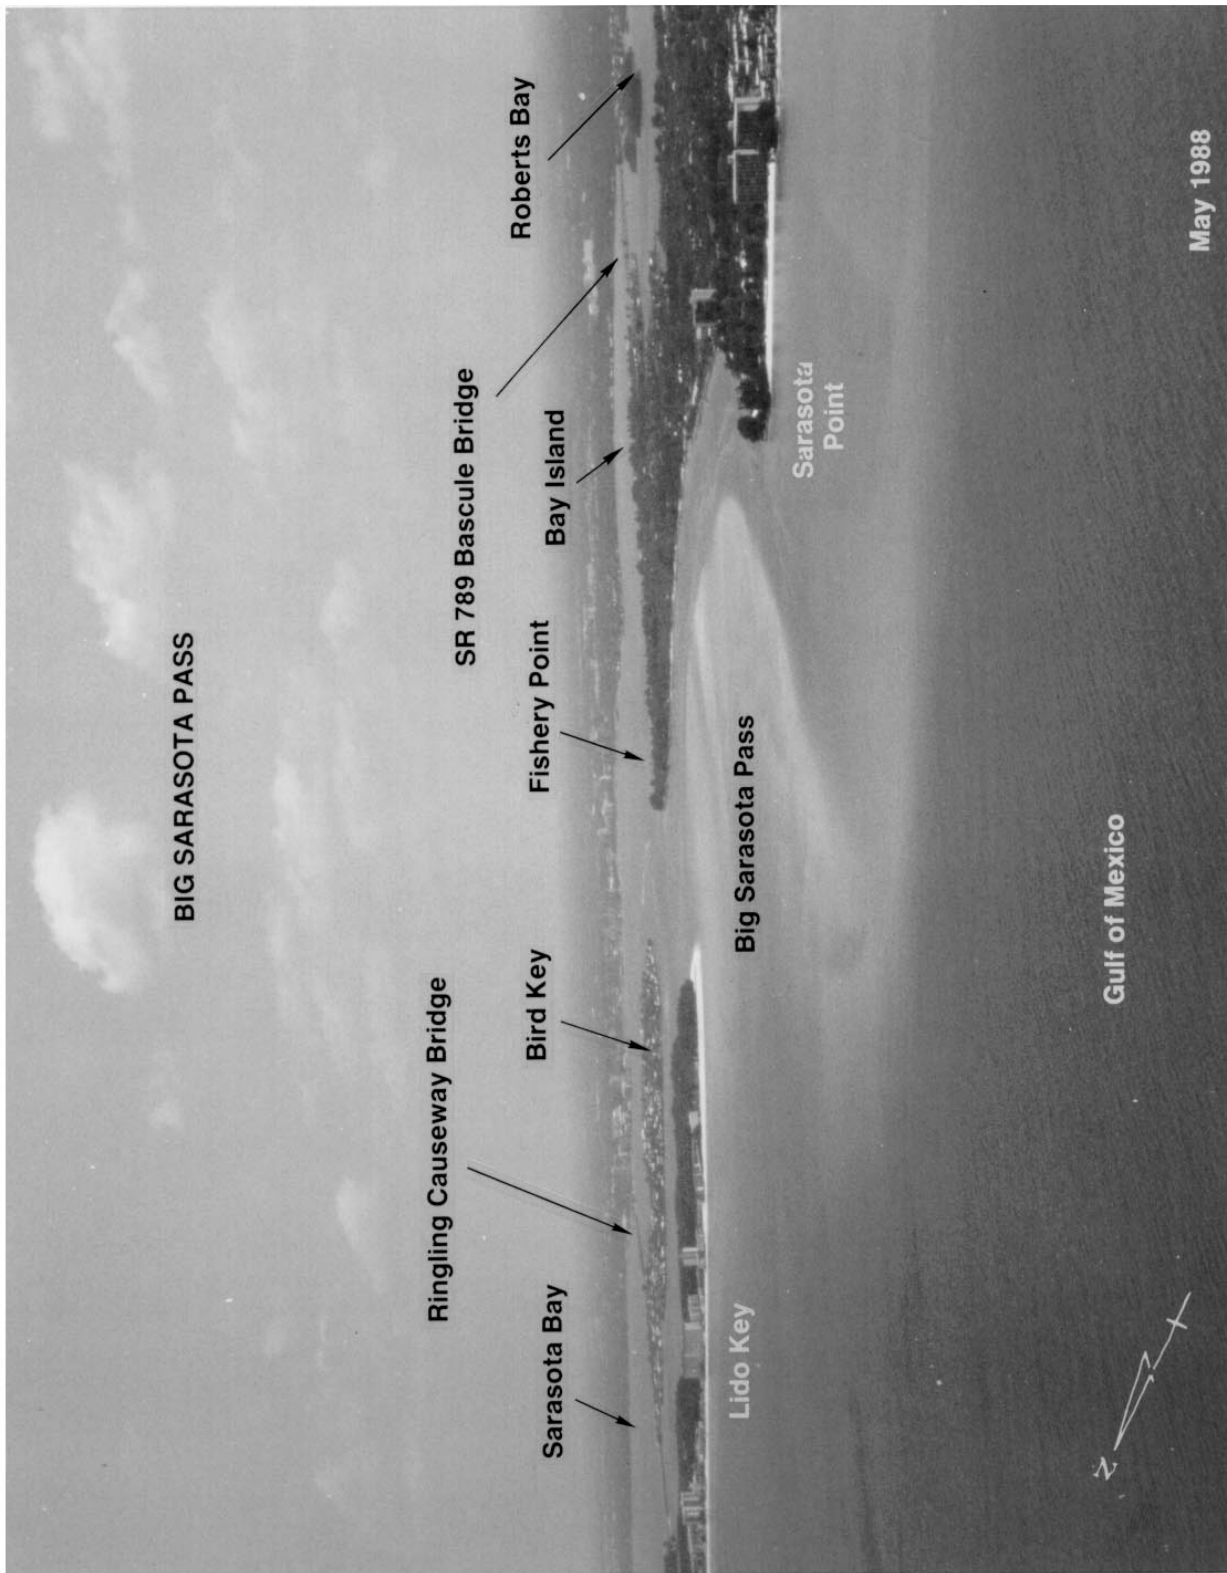 BIG SARASOTA PASS
Sarasota Bay
Ringling Causeway Bridge
Bird Key
Fishery Point
SR 789 Bascule Bridge
Bay Island
Roberts Bay
Lido Key
Big Sarasota Pass
Sarasota
Point
Gulf of Mexico
N
May 1988